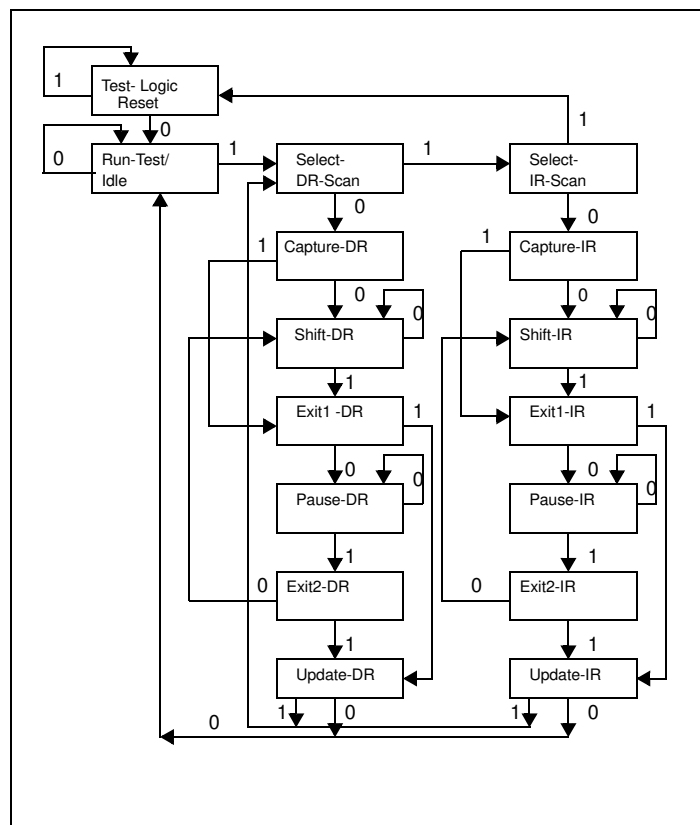 1
Test- Logic
Reset
1
0
0
Run-Test/
Idle
1
Select-
DR-Scan
1
Select-
IR-Scan
0
0
1
Capture-DR
1
Capture-IR
0
0
Shift-DR
0
Shift-IR
0
1
1
Exit1 -DR
1
Exit1-IR
1
0
0
Pause-DR
0
Pause-IR
0
1
1
0
Exit2-DR
0
Exit2-IR
1
1
Update-DR
Update-IR
1
0
1
0
0